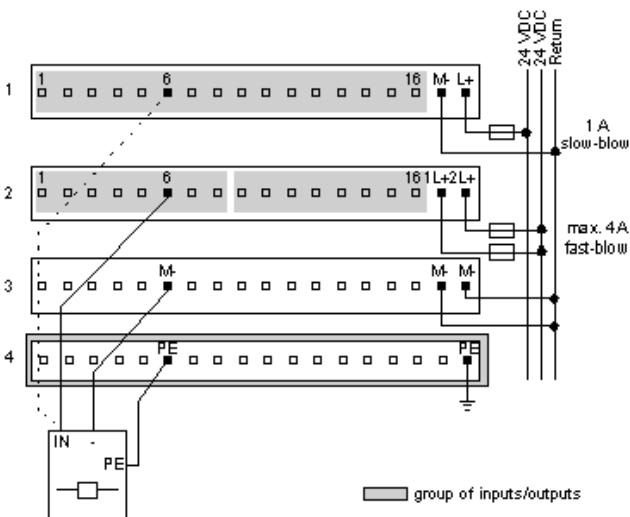 24 VDC
24 VDC
Return
1
1 6 16 M- L+
1 A
slow-blow
2
1 6 16 1L+ 2L+
max. 4A
fast-blow
3
M- M- M-
4
PE PE
IN -
PE
group of inputs/outputs